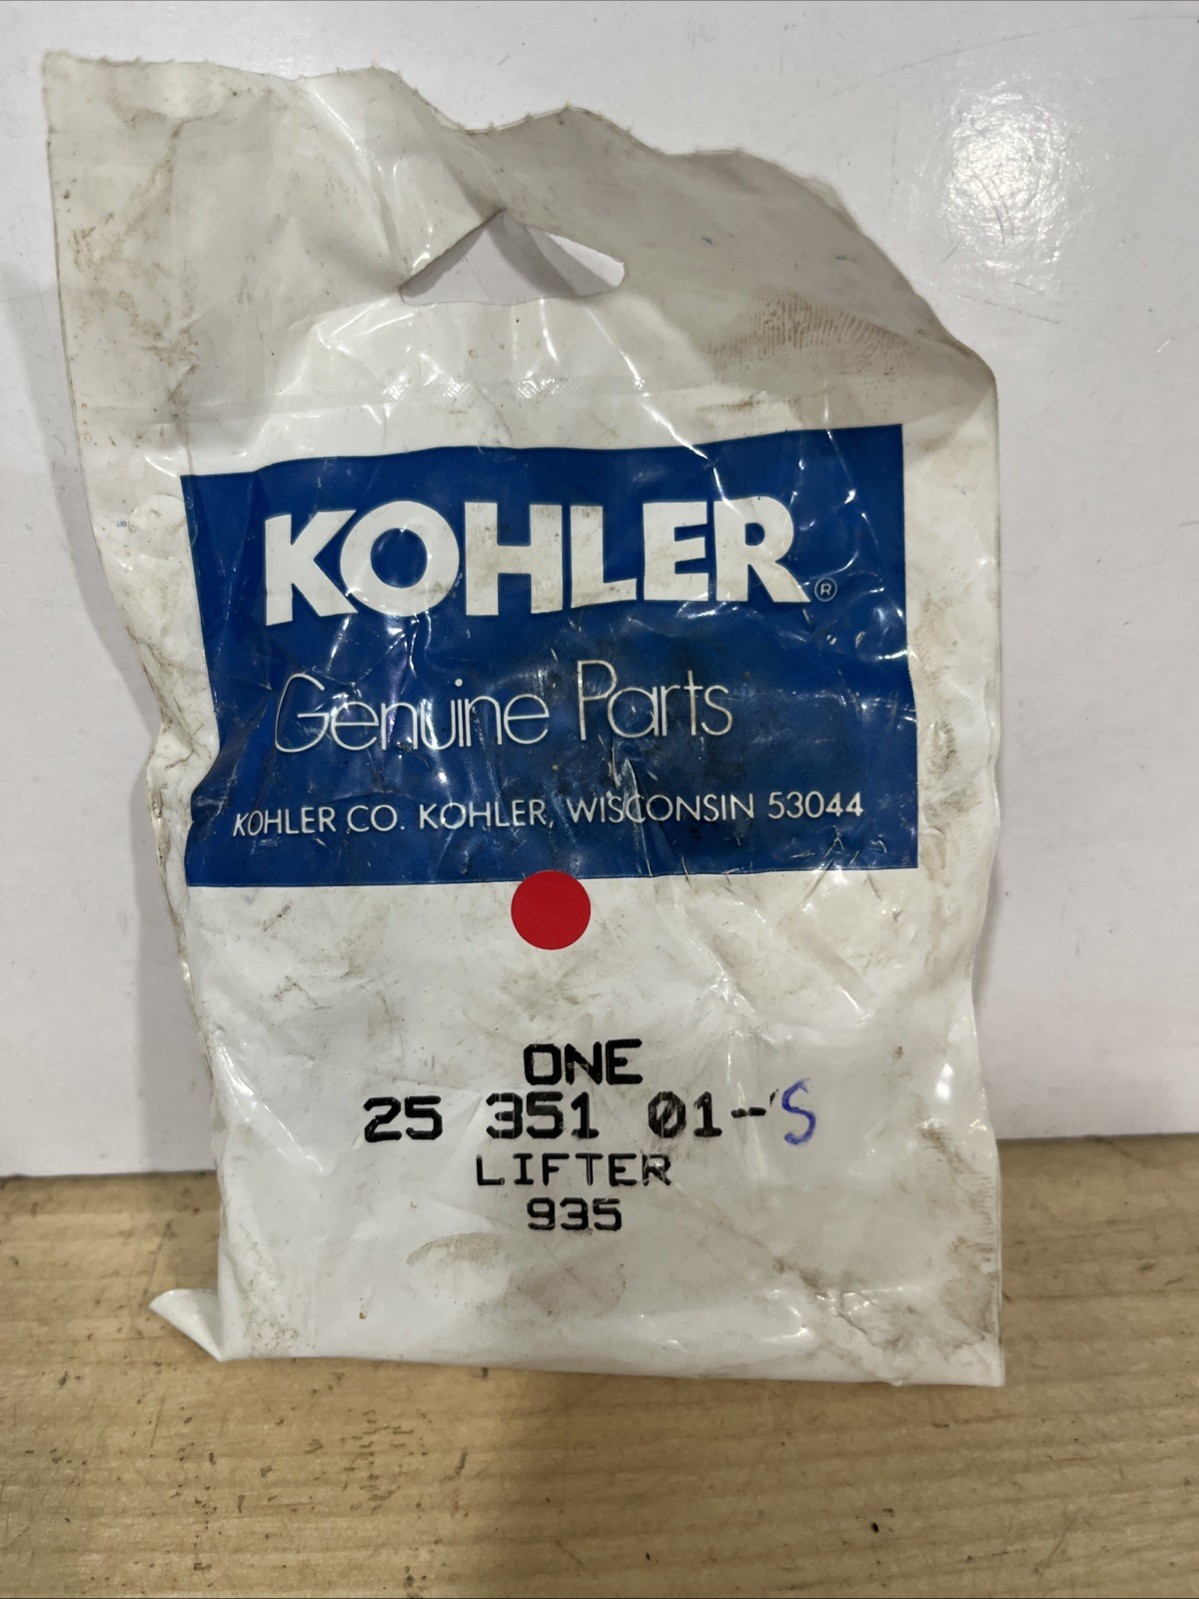 KOHLER®
Genuine Parts
KOHLER CO. KOHLER, WISCONSIN 53044
ONE
25 351 01-S
LIFTER
935